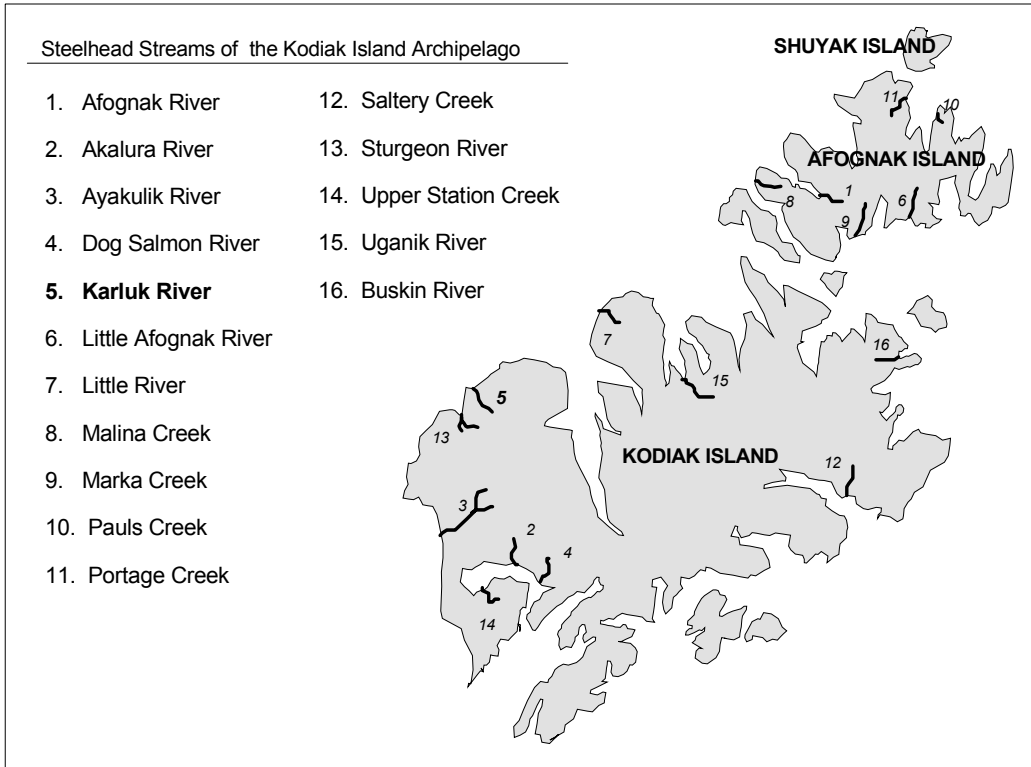 Steelhead Streams of the Kodiak Island Archipelago
1. Afognak River
2. Akalura River
3. Ayakulik River
4. Dog Salmon River
5. Karluk River
6. Little Afognak River
7. Little River
8. Malina Creek
9. Marka Creek
10. Pauls Creek
11. Portage Creek
12. Saltery Creek
13. Sturgeon River
14. Upper Station Creek
15. Uganik River
16. Buskin River
SHUYAK ISLAND
11
10
AFOGNAK ISLAND
8
1
6
9
7
16
15
5
13
KODIAK ISLAND
12
3
2
4
14